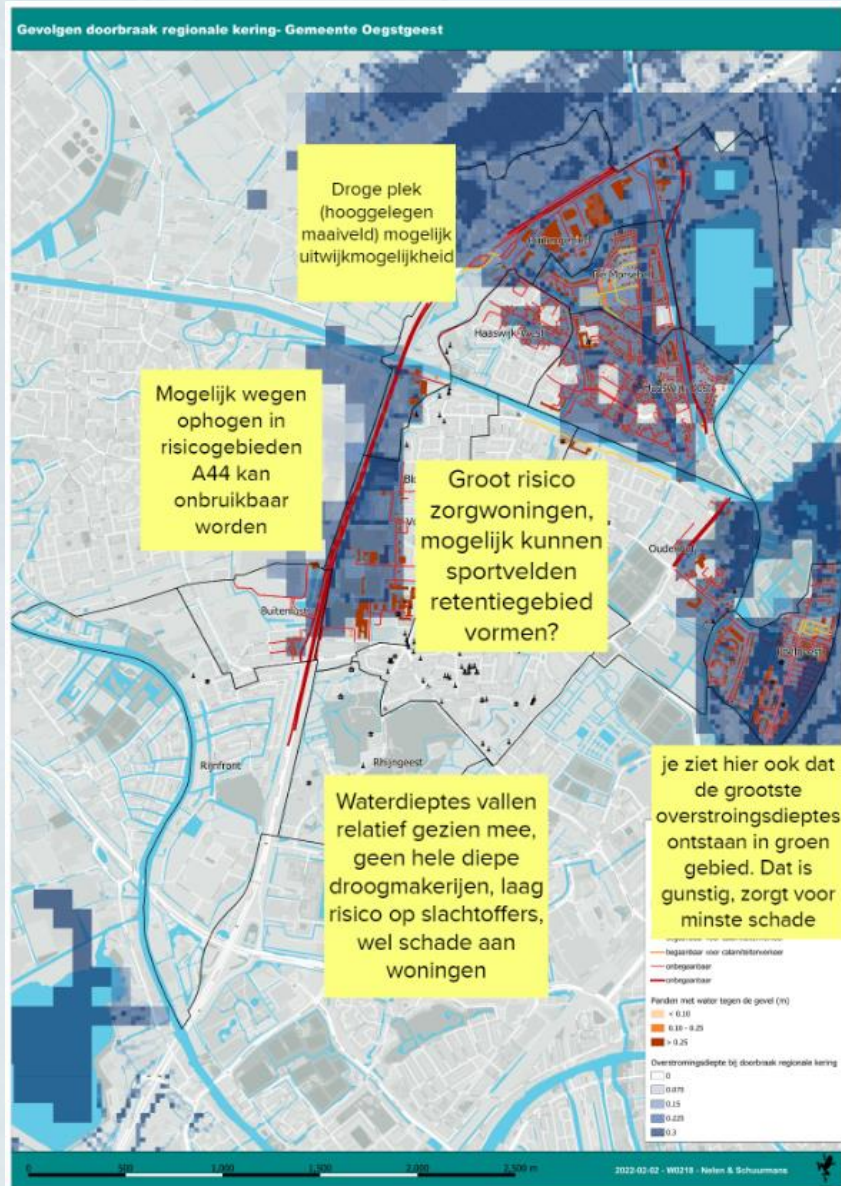 Gevolgen doorbraak regionale kering- Gemeente Oegstgeest
Droge plek
(hooggelegen
maaiveld) mogelijk
uitwijkmogelijkheid
De Morsebel
Haaswijk-West
Haaswijk-Oost
Mogelijk wegen
ophogen in
risicogebieden
A44 kan
onbruikbaar
worden
Groot risico
zorgwoningen,
mogelijk kunnen
sportvelden
retentiegebied
vormen?
Buitenlust
Rijnfront
Rhijngeest
Waterdieptes vallen
relatief gezien mee,
geen hele diepe
droogmakerijen, laag
risico op slachtoffers,
wel schade aan
woningen
je ziet hier ook dat
de grootste
overstroingsdieptes
ontstaan in groen
gebied. Dat is
gunstig, zorgt voor
minste schade
begaanbaar voor calamiteitenverkeer
onbegaanbaar
onbegaanbaar
Panden met water tegen de gevel (m)
< 0.10
0.10 - 0.25
> 0.25
Overstromingsdiepte bij doorbraak regionale kering
0
0.075
0.15
0.225
0.3
0 500 1,000 1,500 2,000 2,500 m
2022-02-02 - W0218 - Nelen & Schuurmans